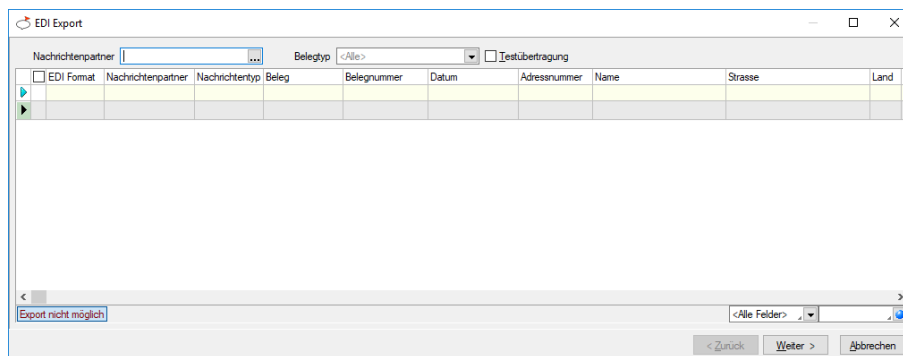 EDI Export
Nachrichtenpartner ... Belegtyp <Alle> Testübertragung
EDI Format Nachrichtenpartner Nachrichtentyp Beleg Belegnummer Datum Adressnummer Name Strasse Land
Export nicht möglich <Alle Felder>
< Zurück Weiter > Abbrechen